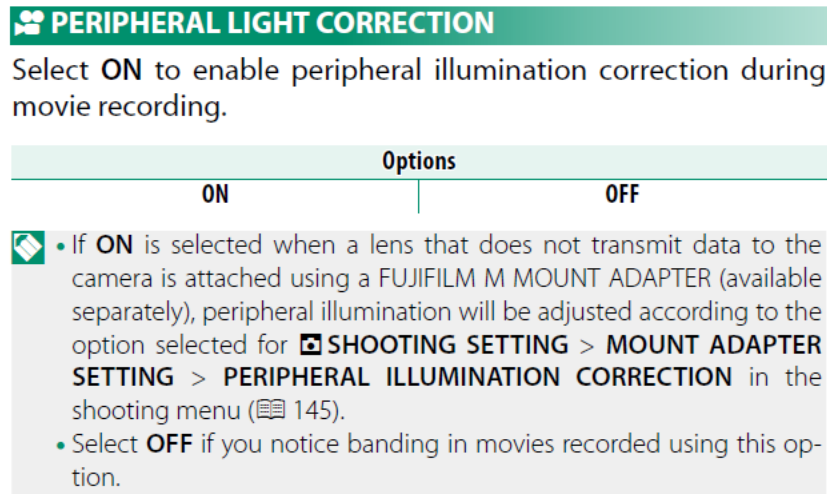 PERIPHERAL LIGHT CORRECTION
Select ON to enable peripheral illumination correction during
movie recording.
Options
ON OFF
• If ON is selected when a lens that does not transmit data to the
camera is attached using a FUJIFILM M MOUNT ADAPTER (available
separately), peripheral illumination will be adjusted according to the
option selected for SHOOTING SETTING > MOUNT ADAPTER
SETTING > PERIPHERAL ILLUMINATION CORRECTION in the
shooting menu (145).
• Select OFF if you notice banding in movies recorded using this op-
tion.